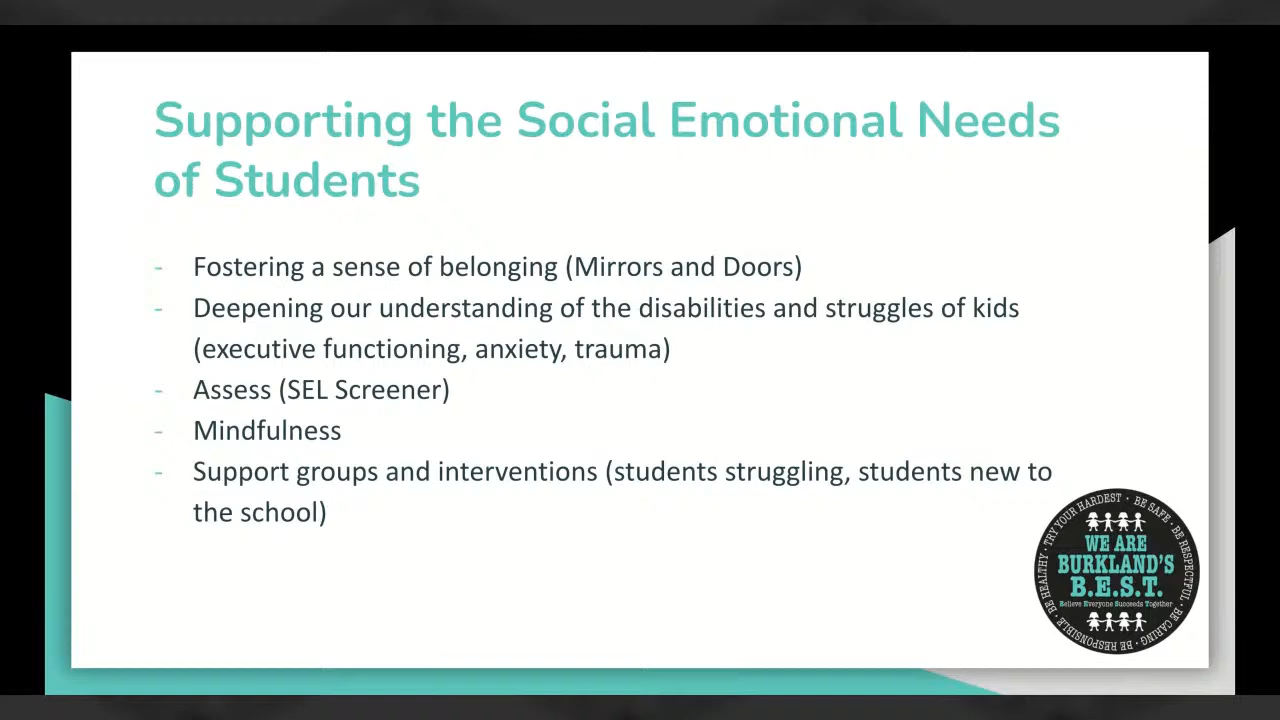 Supporting the Social Emotional Needs
of Students
- Fostering a sense of belonging (Mirrors and Doors)
- Deepening our understanding of the disabilities and struggles of kids
(executive functioning, anxiety, trauma)
- Assess (SEL Screener)
- Mindfulness
- Support groups and interventions (students struggling, students new to
the school)
BE HEALTHY · TRY YOUR HARDEST · BE SAFE · BE RESPECTFUL · BE CARING · BE RESPONSIBLE ·
WE ARE
BURKLAND'S
B.E.S.T.
Believe Everyone Succeeds Together